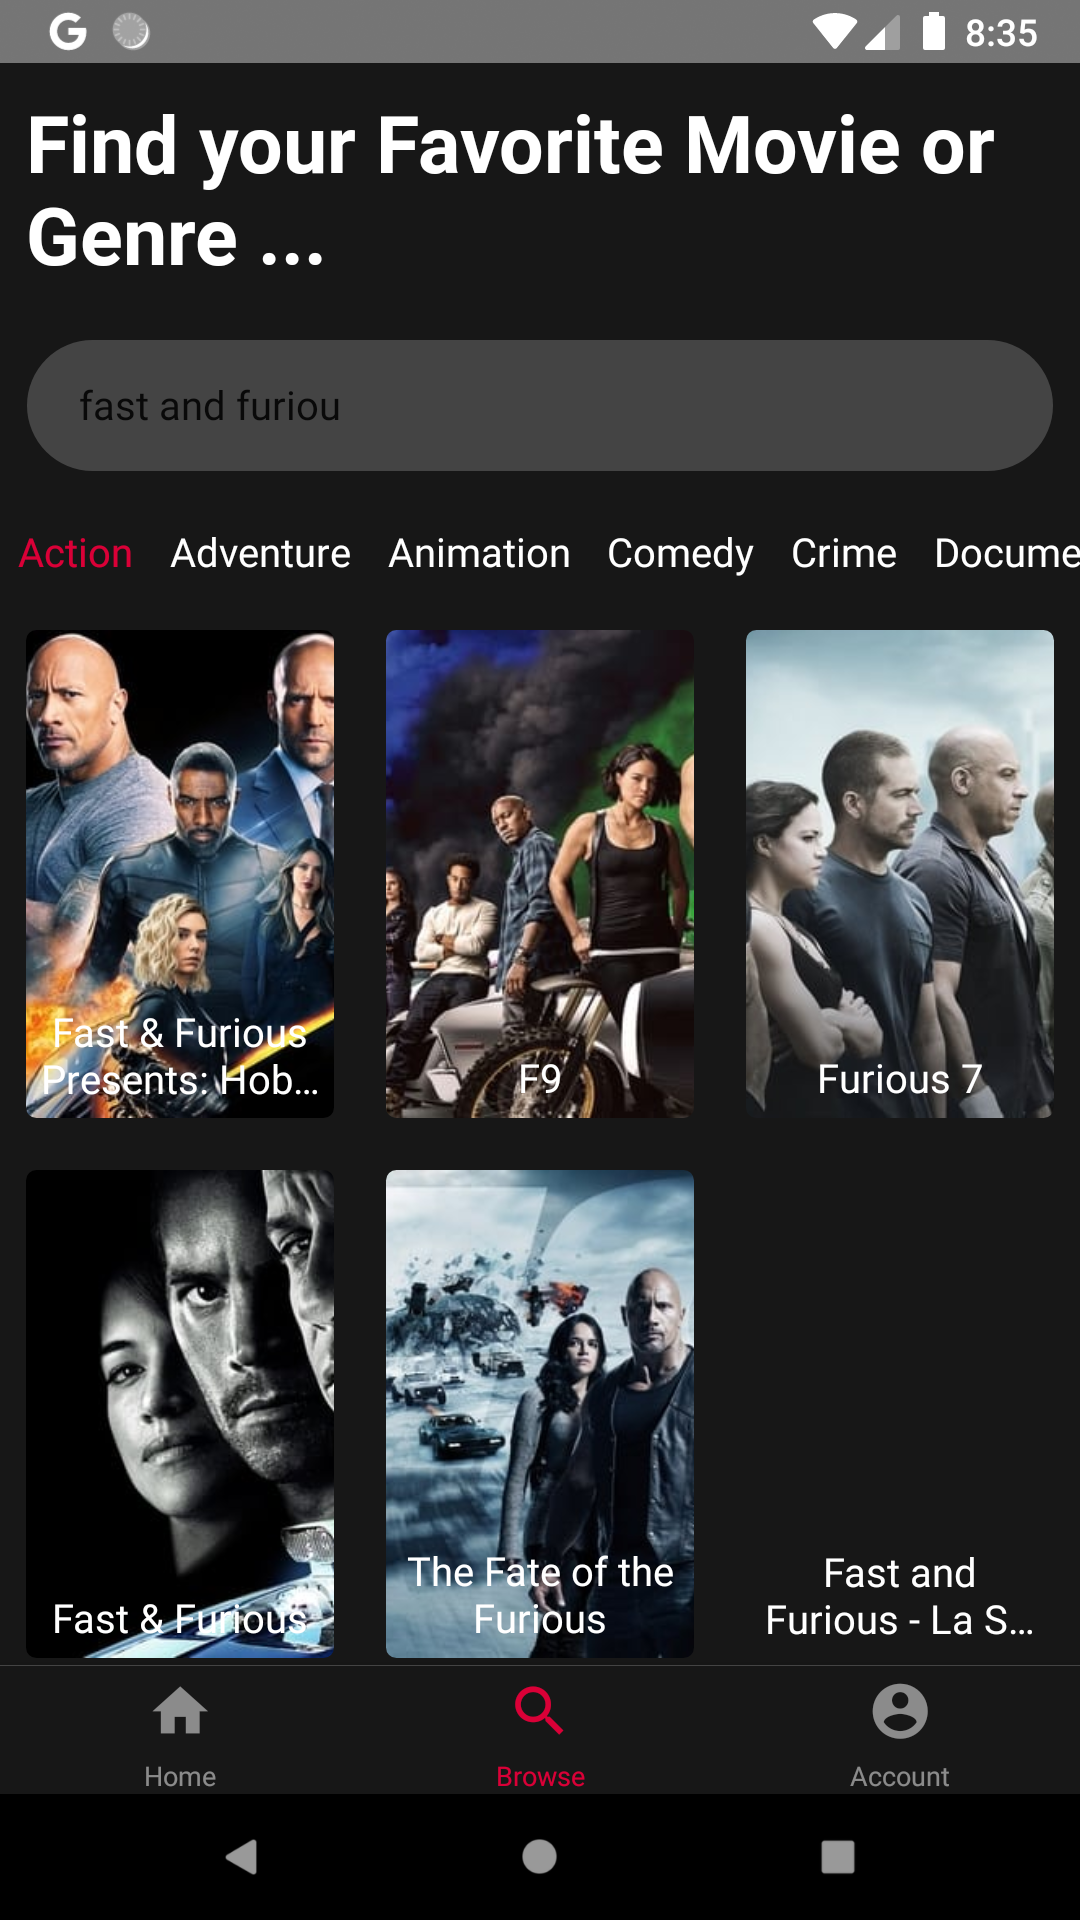 8:35
Find your Favorite Movie or
Genre ...
fast and furiou
Action Adventure Animation Comedy Crime Docume
Fast & Furious
Presents: Hob...
F9
Furious 7
Fast & Furious
The Fate of the
Furious
Fast and
Furious - La S...
Home Browse Account